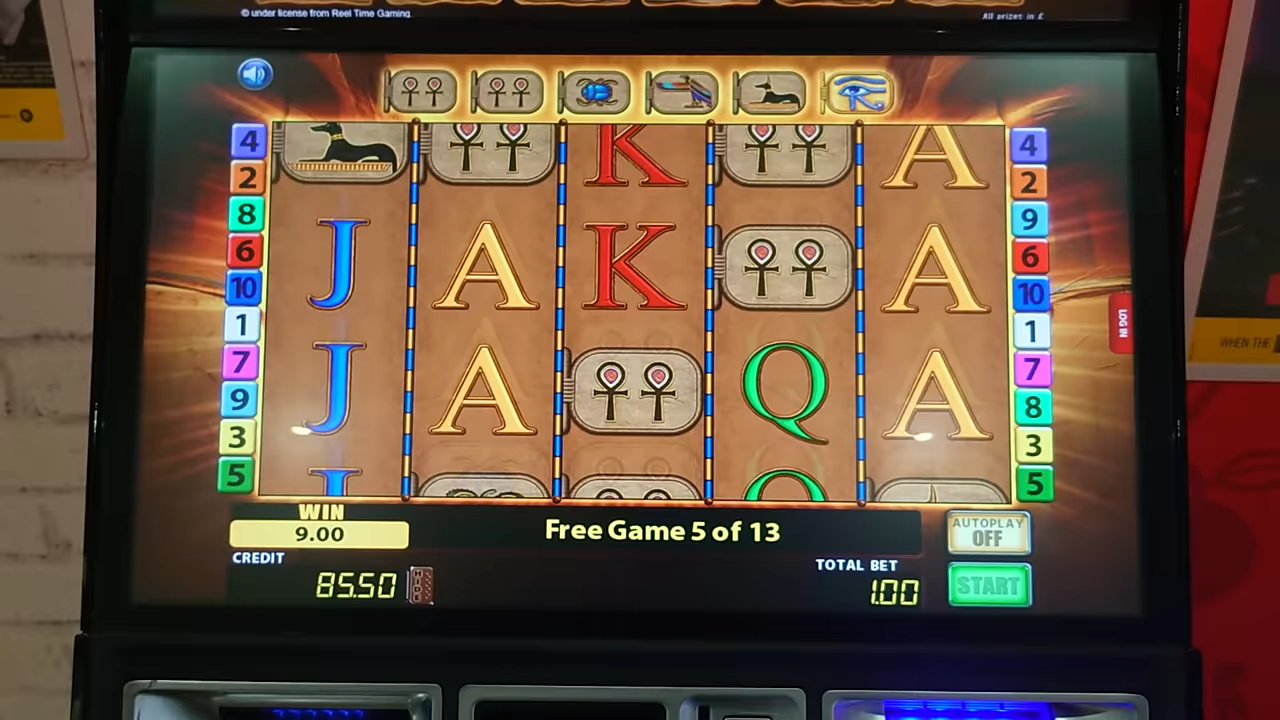 © under license from Reel Time Gaming.
All prizes in £
4 K A 4
2 2
8 J A K A 9
6 6
10 10
1 1
7 J A Q A 7
9 8
3 3
5 J Q 5
WIN
9.00
Free Game 5 of 13
AUTOPLAY
OFF
CREDIT
85.50
TOTAL BET
1.00
START
LOG IN
WHEN THE